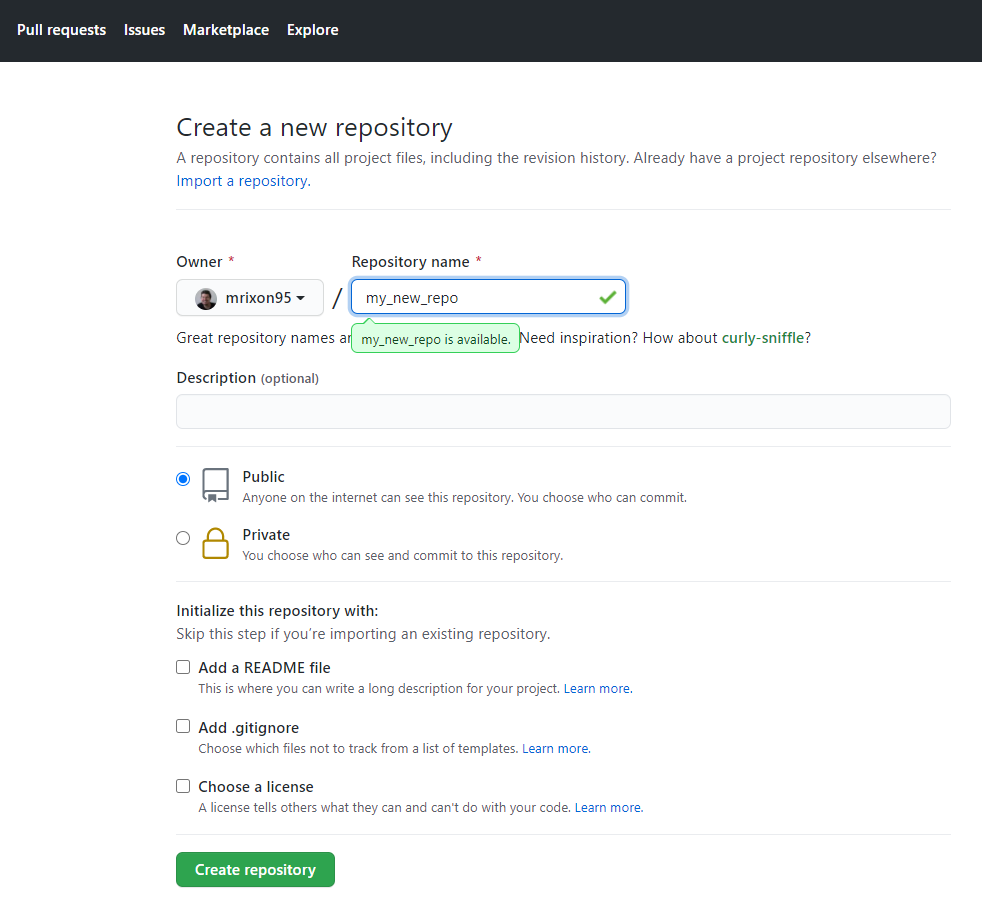 Pull requests Issues Marketplace Explore
Create a new repository
A repository contains all project files, including the revision history. Already have a project repository elsewhere?
Import a repository.
Owner * Repository name *
mrixon95 / my_new_repo
Great repository names ar my_new_repo is available. Need inspiration? How about curly-sniffle?
Description (optional)
Public
Anyone on the internet can see this repository. You choose who can commit.
Private
You choose who can see and commit to this repository.
Initialize this repository with:
Skip this step if you’re importing an existing repository.
Add a README file
This is where you can write a long description for your project. Learn more.
Add .gitignore
Choose which files not to track from a list of templates. Learn more.
Choose a license
A license tells others what they can and can't do with your code. Learn more.
Create repository